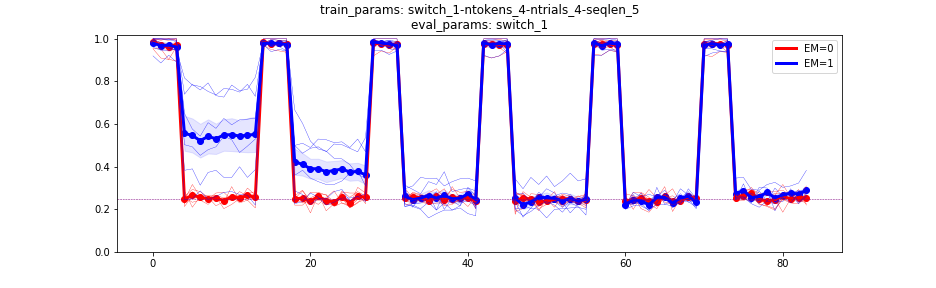 train_params: switch_1-ntokens_4-ntrials_4-seqlen_5
eval_params: switch_1
1.0
EM=0
EM=1
0.8
0.6
0.4
0.2
0.0
0
20
40
60
80